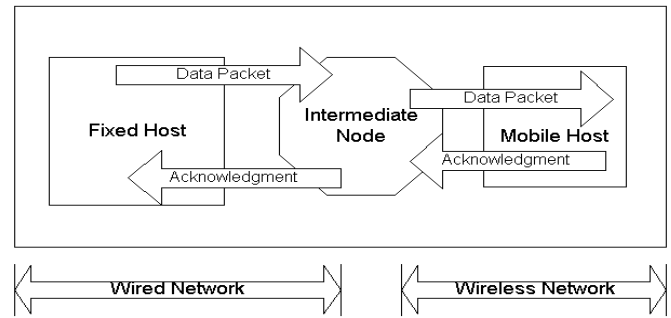 Data Packet
Data Packet
Fixed Host
Intermediate
Node
Mobile Host
Acknowledgment
Acknowledgment
Wired Network
Wireless Network